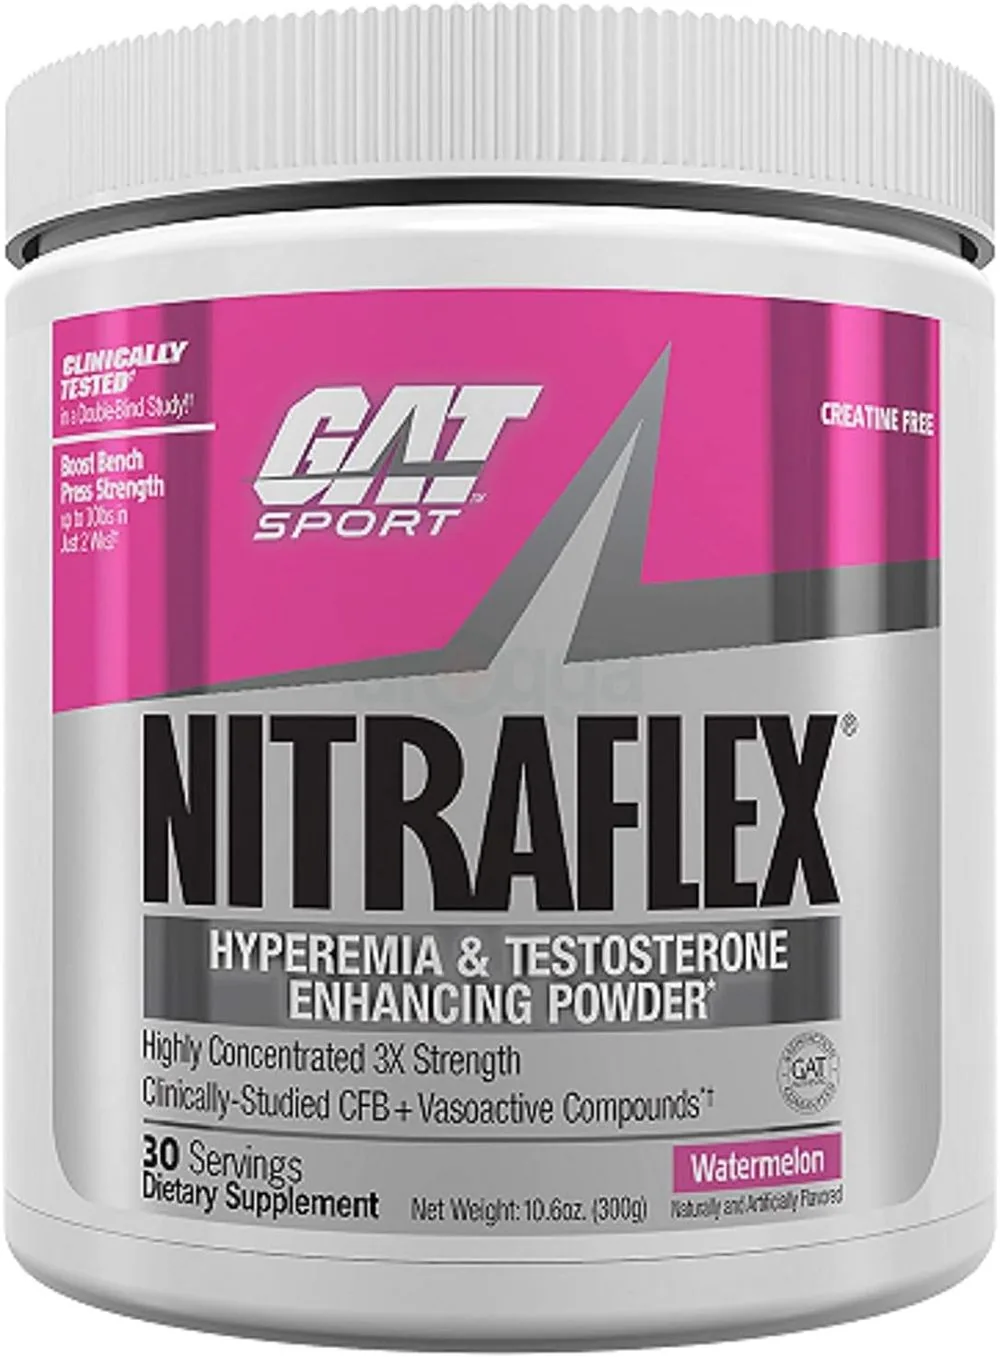 CLINICALLY
TESTED†
in a Double-Blind Study!††
Boost Bench
Press Strength
up to 30lbs in
Just 2 Wks!†
GAT™
SPORT
CREATINE FREE
NITRAFLEX®
HYPEREMIA & TESTOSTERONE
ENHANCING POWDER*
Highly Concentrated 3X Strength
Clinically-Studied CFB + Vasoactive Compounds*†
30 Servings
Dietary Supplement
Net Weight: 10.6oz. (300g)
GAT
Watermelon
Naturally and Artificially Flavored